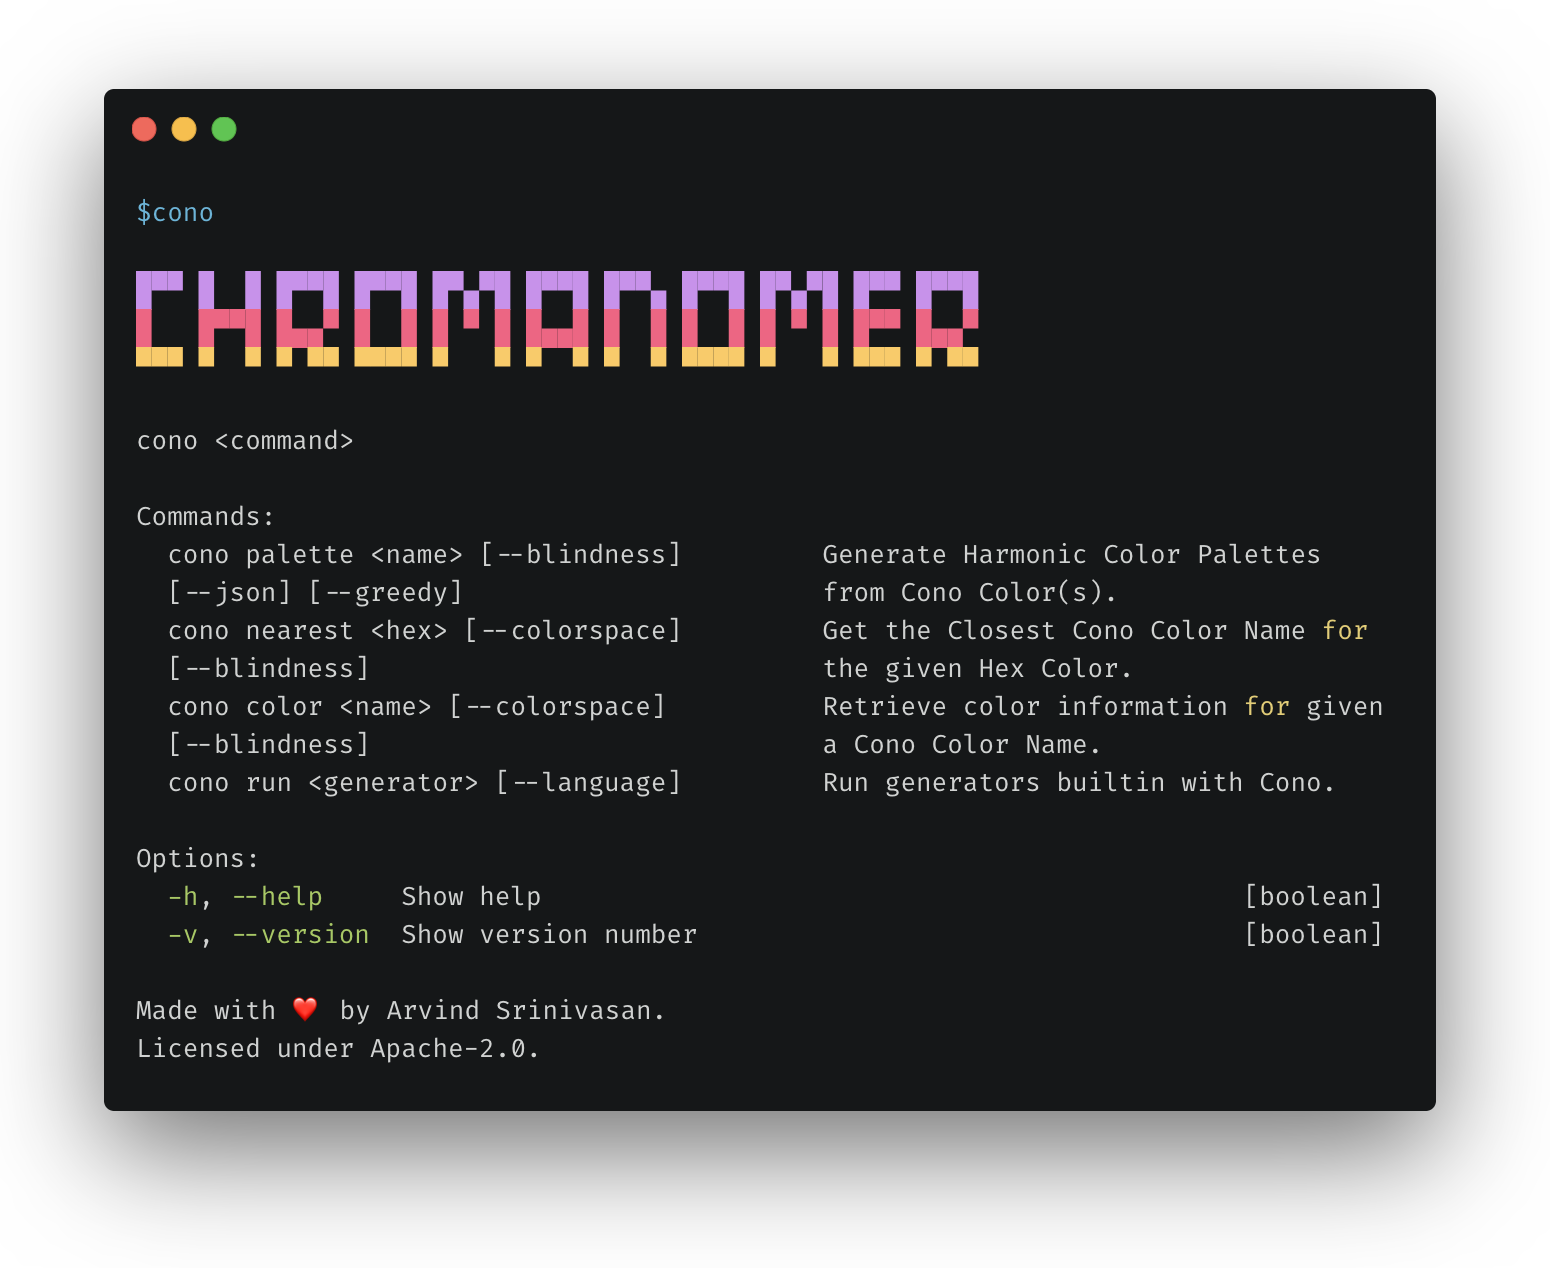 $cono
CHROMANOMER
cono <command>
Commands:
cono palette <name> [--blindness] Generate Harmonic Color Palettes
[--json] [--greedy] from Cono Color(s).
cono nearest <hex> [--colorspace] Get the Closest Cono Color Name for
[--blindness] the given Hex Color.
cono color <name> [--colorspace] Retrieve color information for given
[--blindness] a Cono Color Name.
cono run <generator> [--language] Run generators builtin with Cono.
Options:
-h, --help Show help [boolean]
-v, --version Show version number [boolean]
Made with ❤️ by Arvind Srinivasan.
Licensed under Apache-2.0.